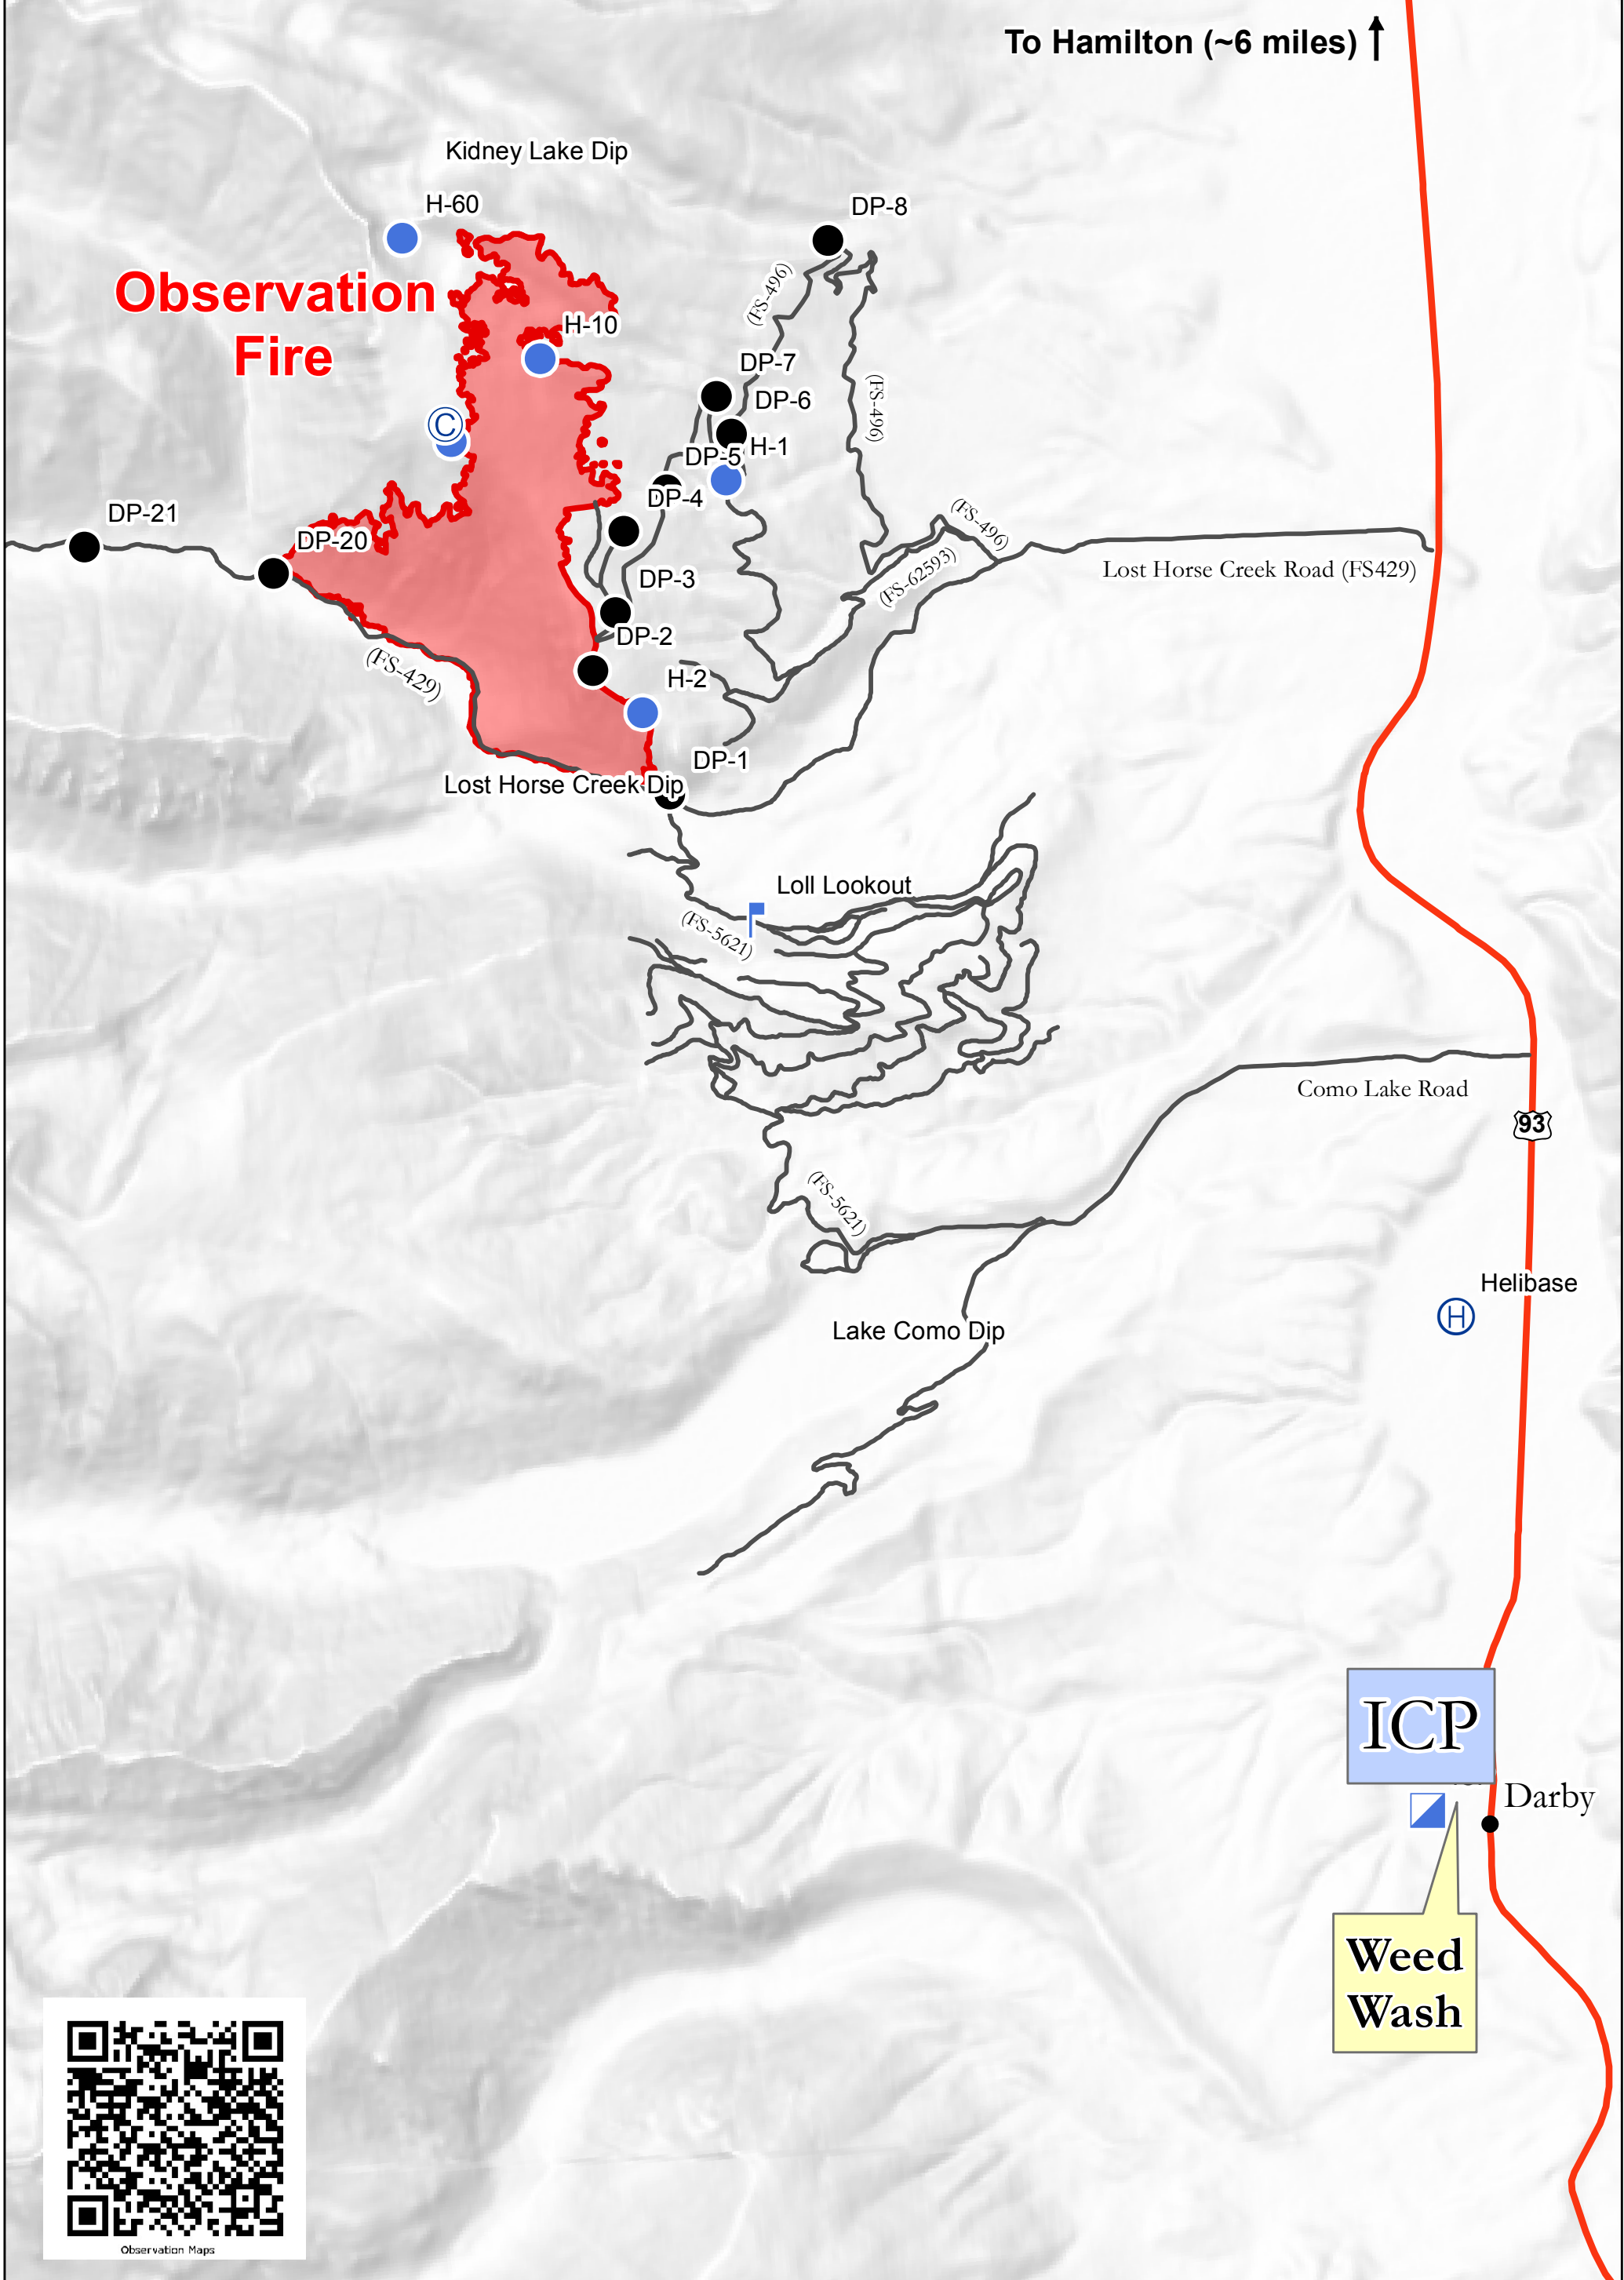 To Hamilton (~6 miles)
Kidney Lake Dip
H-60
DP-8
Observation
Fire
(FS-496)
H-10
DP-7
DP-6
(FS-496)
C
H-1
DP-5
DP-4
DP-21
DP-20
(FS-496)
Lost Horse Creek Road (FS429)
(FS-62593)
DP-3
DP-2
(FS-429)
H-2
DP-1
Lost Horse Creek Dip
Loll Lookout
(FS-5621)
Como Lake Road
93
(FS-5621)
Helibase
H
Lake Como Dip
ICP
Darby
Weed
Wash
Observation Maps